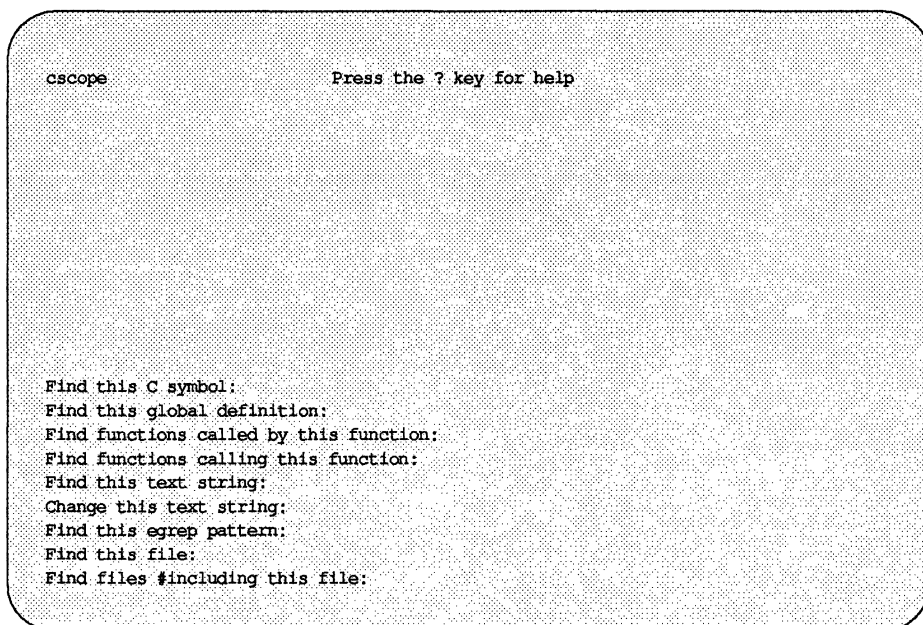 cscope Press the ? key for help
Find this C symbol:
Find this global definition:
Find functions called by this function:
Find functions calling this function:
Find this text string:
Change this text string:
Find this egrep pattern:
Find this file:
Find files #including this file: